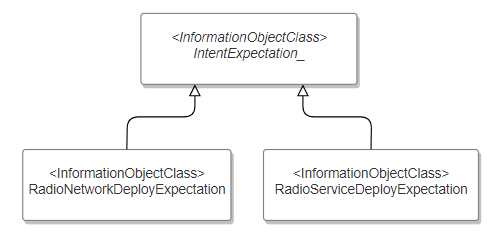 <InformationObjectClass>
IntentExpectation_
<InformationObjectClass>
RadioNetworkDeployExpectation
<InformationObjectClass>
RadioServiceDeployExpectation